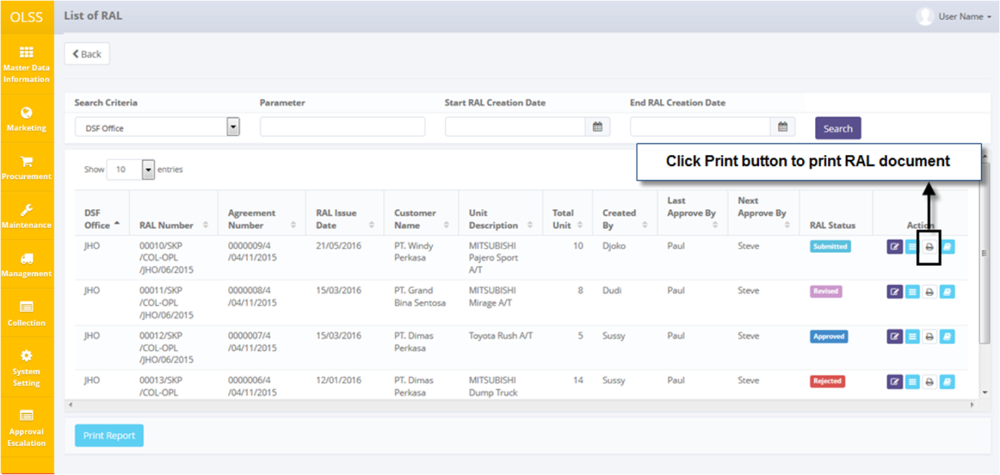 OLSS
List of RAL
User Name
Master Data
Information
Marketing
Procurement
Maintenance
Management
Collection
System
Setting
Approval
Escalation
Back
Search Criteria
Parameter
Start RAL Creation Date
End RAL Creation Date
DSF Office
Search
Click Print button to print RAL document
Show 10 entries
DSF
Office
RAL Number
Agreement
Number
RAL Issue
Date
Customer
Name
Unit
Description
Total
Unit
Created
By
Last
Approve By
Next
Approve By
RAL Status
Action
JHO
00010/SKP
/COL-OPL
/JHO/06/2015
0000009/4
/04/11/2015
21/05/2016
PT. Windy
Perkasa
MITSUBISHI
Pajero Sport
A/T
10
Djoko
Paul
Steve
Submitted
JHO
00011/SKP
/COL-OPL
/JHO/06/2015
0000008/4
/04/11/2015
15/03/2016
PT. Grand
Bina Sentosa
MITSUBISHI
Mirage A/T
8
Dudi
Paul
Steve
Revised
JHO
00012/SKP
/COL-OPL
/JHO/06/2015
0000007/4
/04/11/2015
15/03/2016
PT. Dimas
Perkasa
Toyota Rush A/T
5
Sussy
Paul
Steve
Approved
JHO
00013/SKP
/COL-OPL
0000006/4
/04/11/2015
12/01/2016
PT. Dimas
Perkasa
MITSUBISHI
Dump Truck
14
Sussy
Paul
Steve
Rejected
Print Report